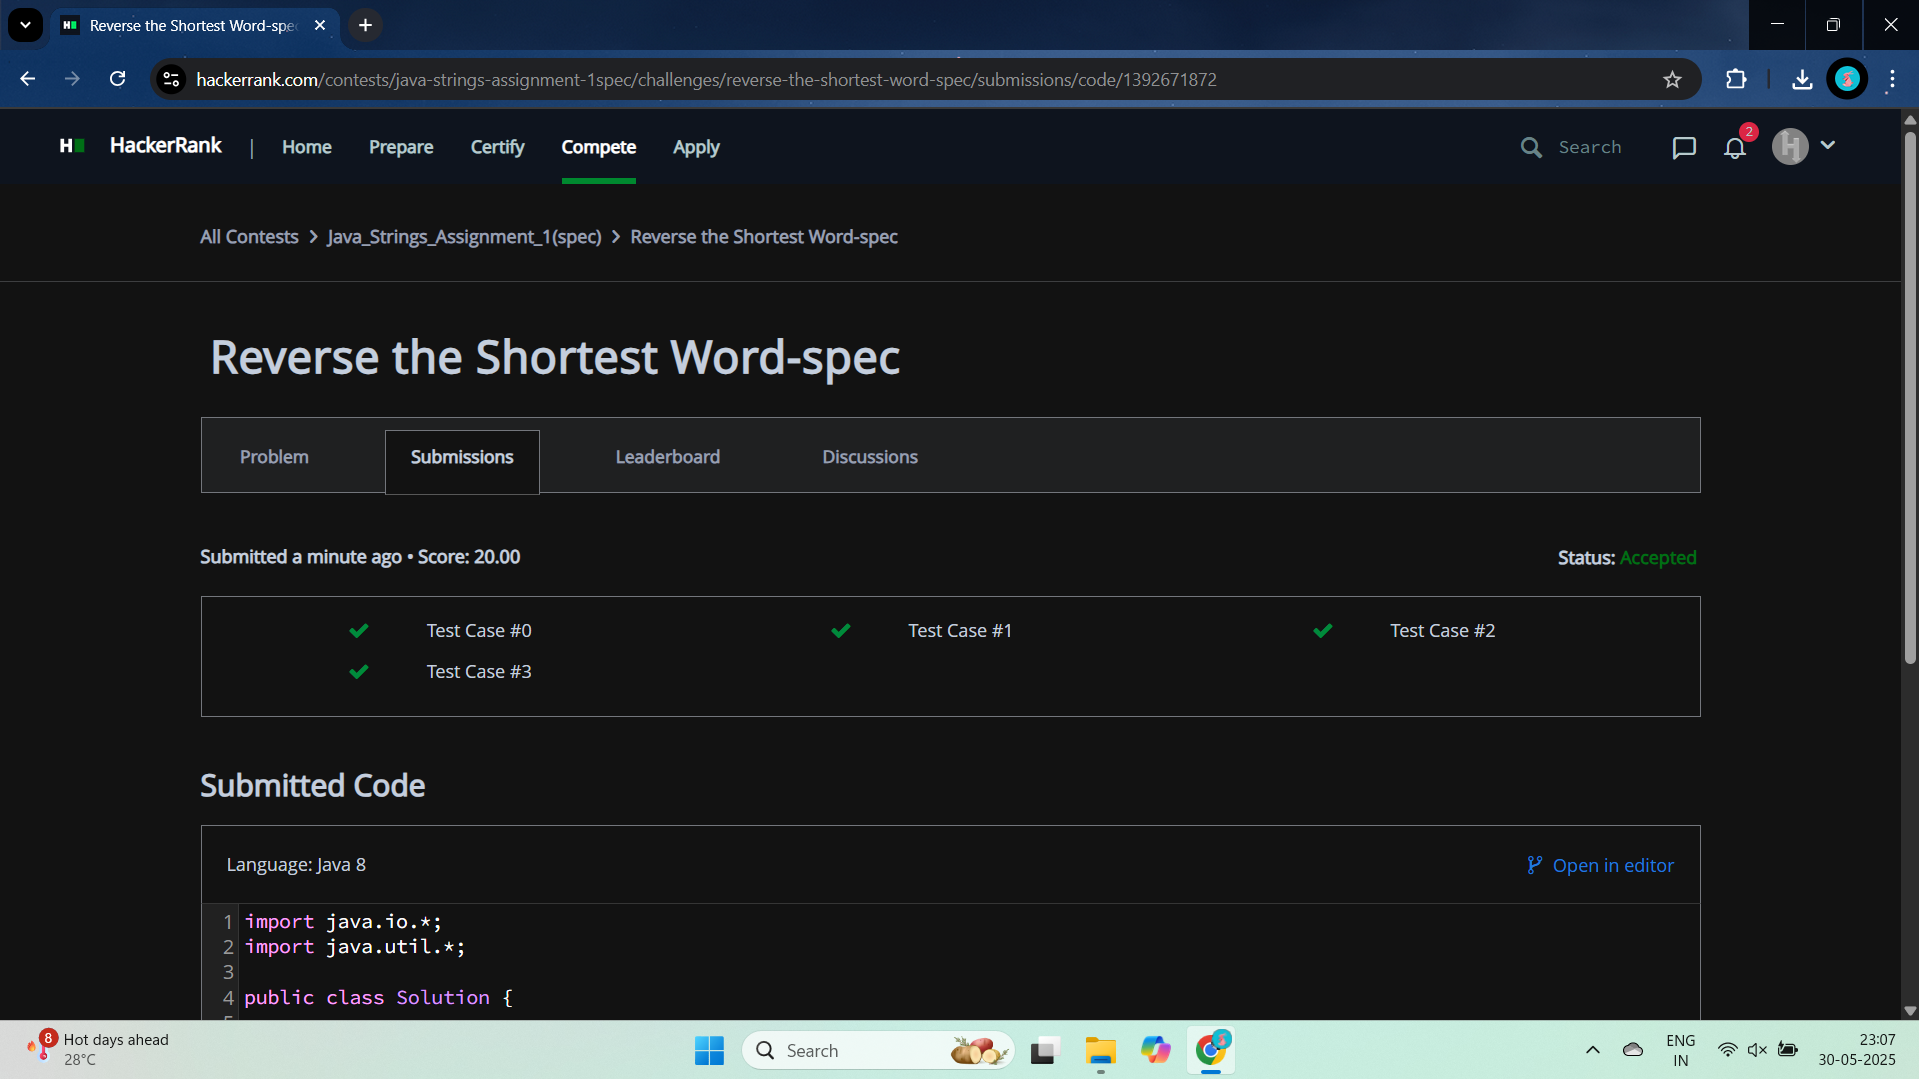 Reverse the Shortest Word-spec
hackerrank.com/contests/java-strings-assignment-1spec/challenges/reverse-the-shortest-word-spec/submissions/code/1392671872
HackerRank | Home Prepare Certify Compete Apply Search 2
All Contests > Java_Strings_Assignment_1(spec) > Reverse the Shortest Word-spec
Reverse the Shortest Word-spec
Problem Submissions Leaderboard Discussions
Submitted a minute ago • Score: 20.00 Status: Accepted
Test Case #0 Test Case #1 Test Case #2
Test Case #3
Submitted Code
Language: Java 8 Open in editor
1 import java.io.*;
2 import java.util.*;
3
4 public class Solution {
8 Hot days ahead
28°C
Search
ENG
IN
23:07
30-05-2025